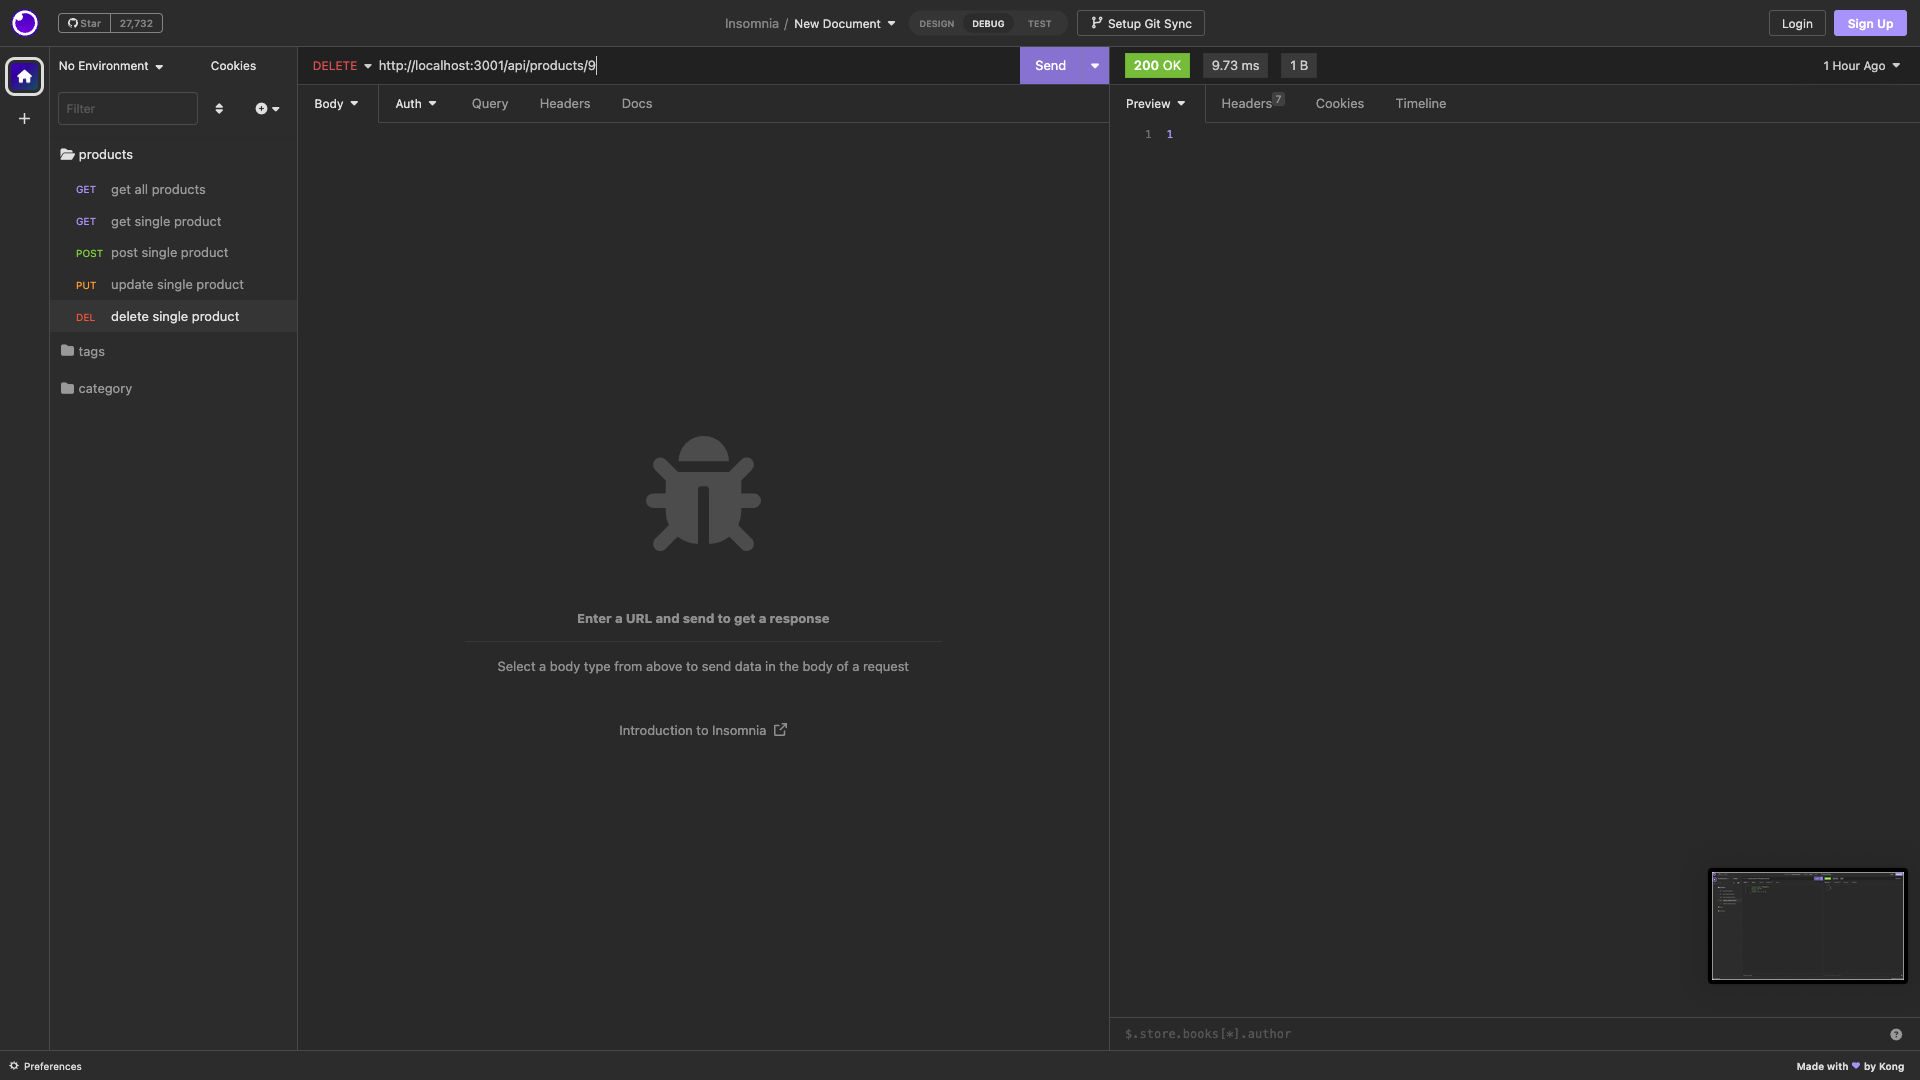 Star 27,732
Insomnia / New Document
DESIGN DEBUG TEST
Setup Git Sync
Login
Sign Up
No Environment
Cookies
DELETE http://localhost:3001/api/products/9
Send
200 OK
9.73 ms
1 B
1 Hour Ago
Filter
Body
Auth
Query
Headers
Docs
Preview
Headers 7
Cookies
Timeline
1 1
products
GET get all products
GET get single product
POST post single product
PUT update single product
DEL delete single product
tags
category
Enter a URL and send to get a response
Select a body type from above to send data in the body of a request
Introduction to Insomnia
$.store.books[*].author
?
Preferences
Made with ❤ by Kong